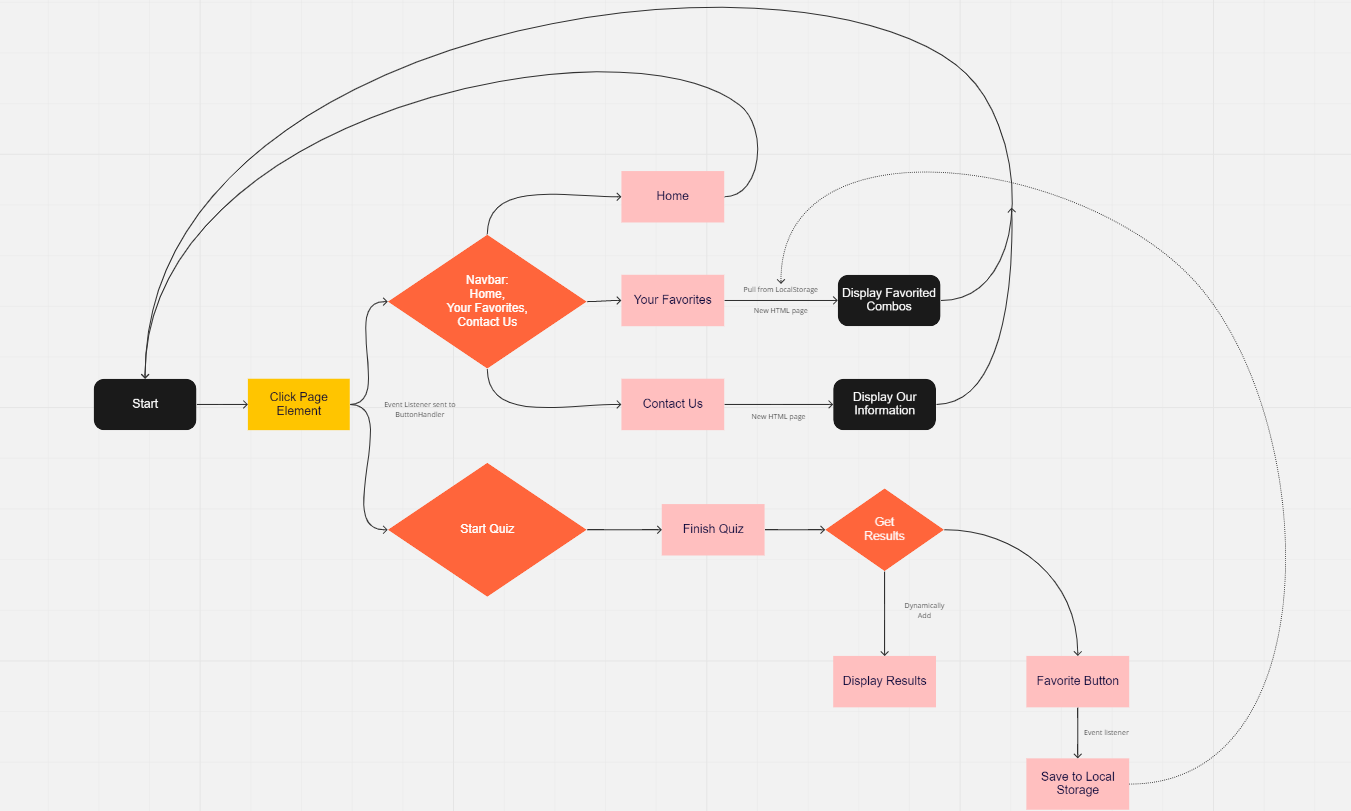 Home
Navbar:
Home,
Your Favorites,
Contact Us
Your Favorites
Pull from LocalStorage
New HTML page
Display Favorited
Combos
Start
Click Page
Element
Event Listener sent to
ButtonHandler
Contact Us
New HTML page
Display Our
Information
Start Quiz
Finish Quiz
Get
Results
Dynamically
Add
Display Results
Favorite Button
Event listener
Save to Local
Storage